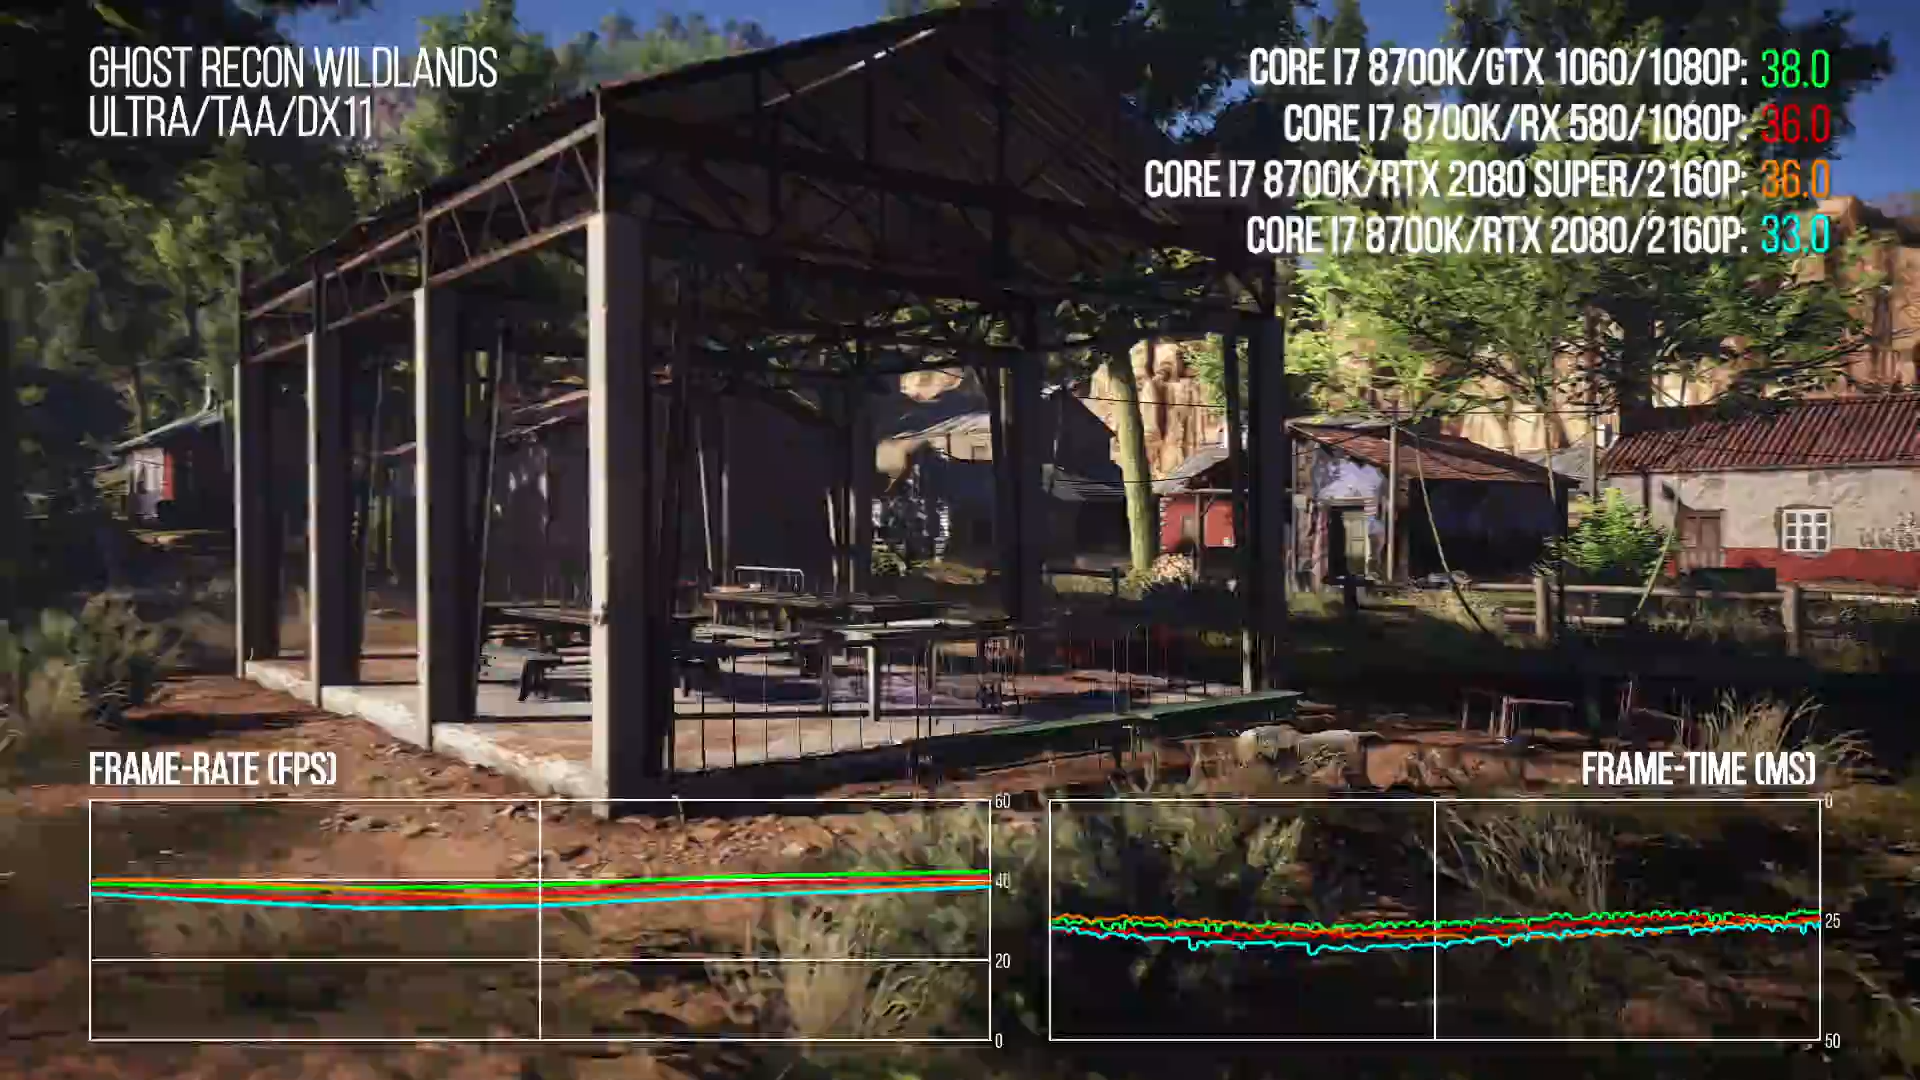 GHOST RECON WILDLANDS
ULTRA/TAA/DX11
CORE I7 8700K/GTX 1060/1080P: 38.0
CORE I7 8700K/RX 580/1080P: 36.0
CORE I7 8700K/RTX 2080 SUPER/2160P: 36.0
CORE I7 8700K/RTX 2080/2160P: 33.0
FRAME-RATE (FPS)
60
40
20
0
FRAME-TIME (MS)
0
25
50